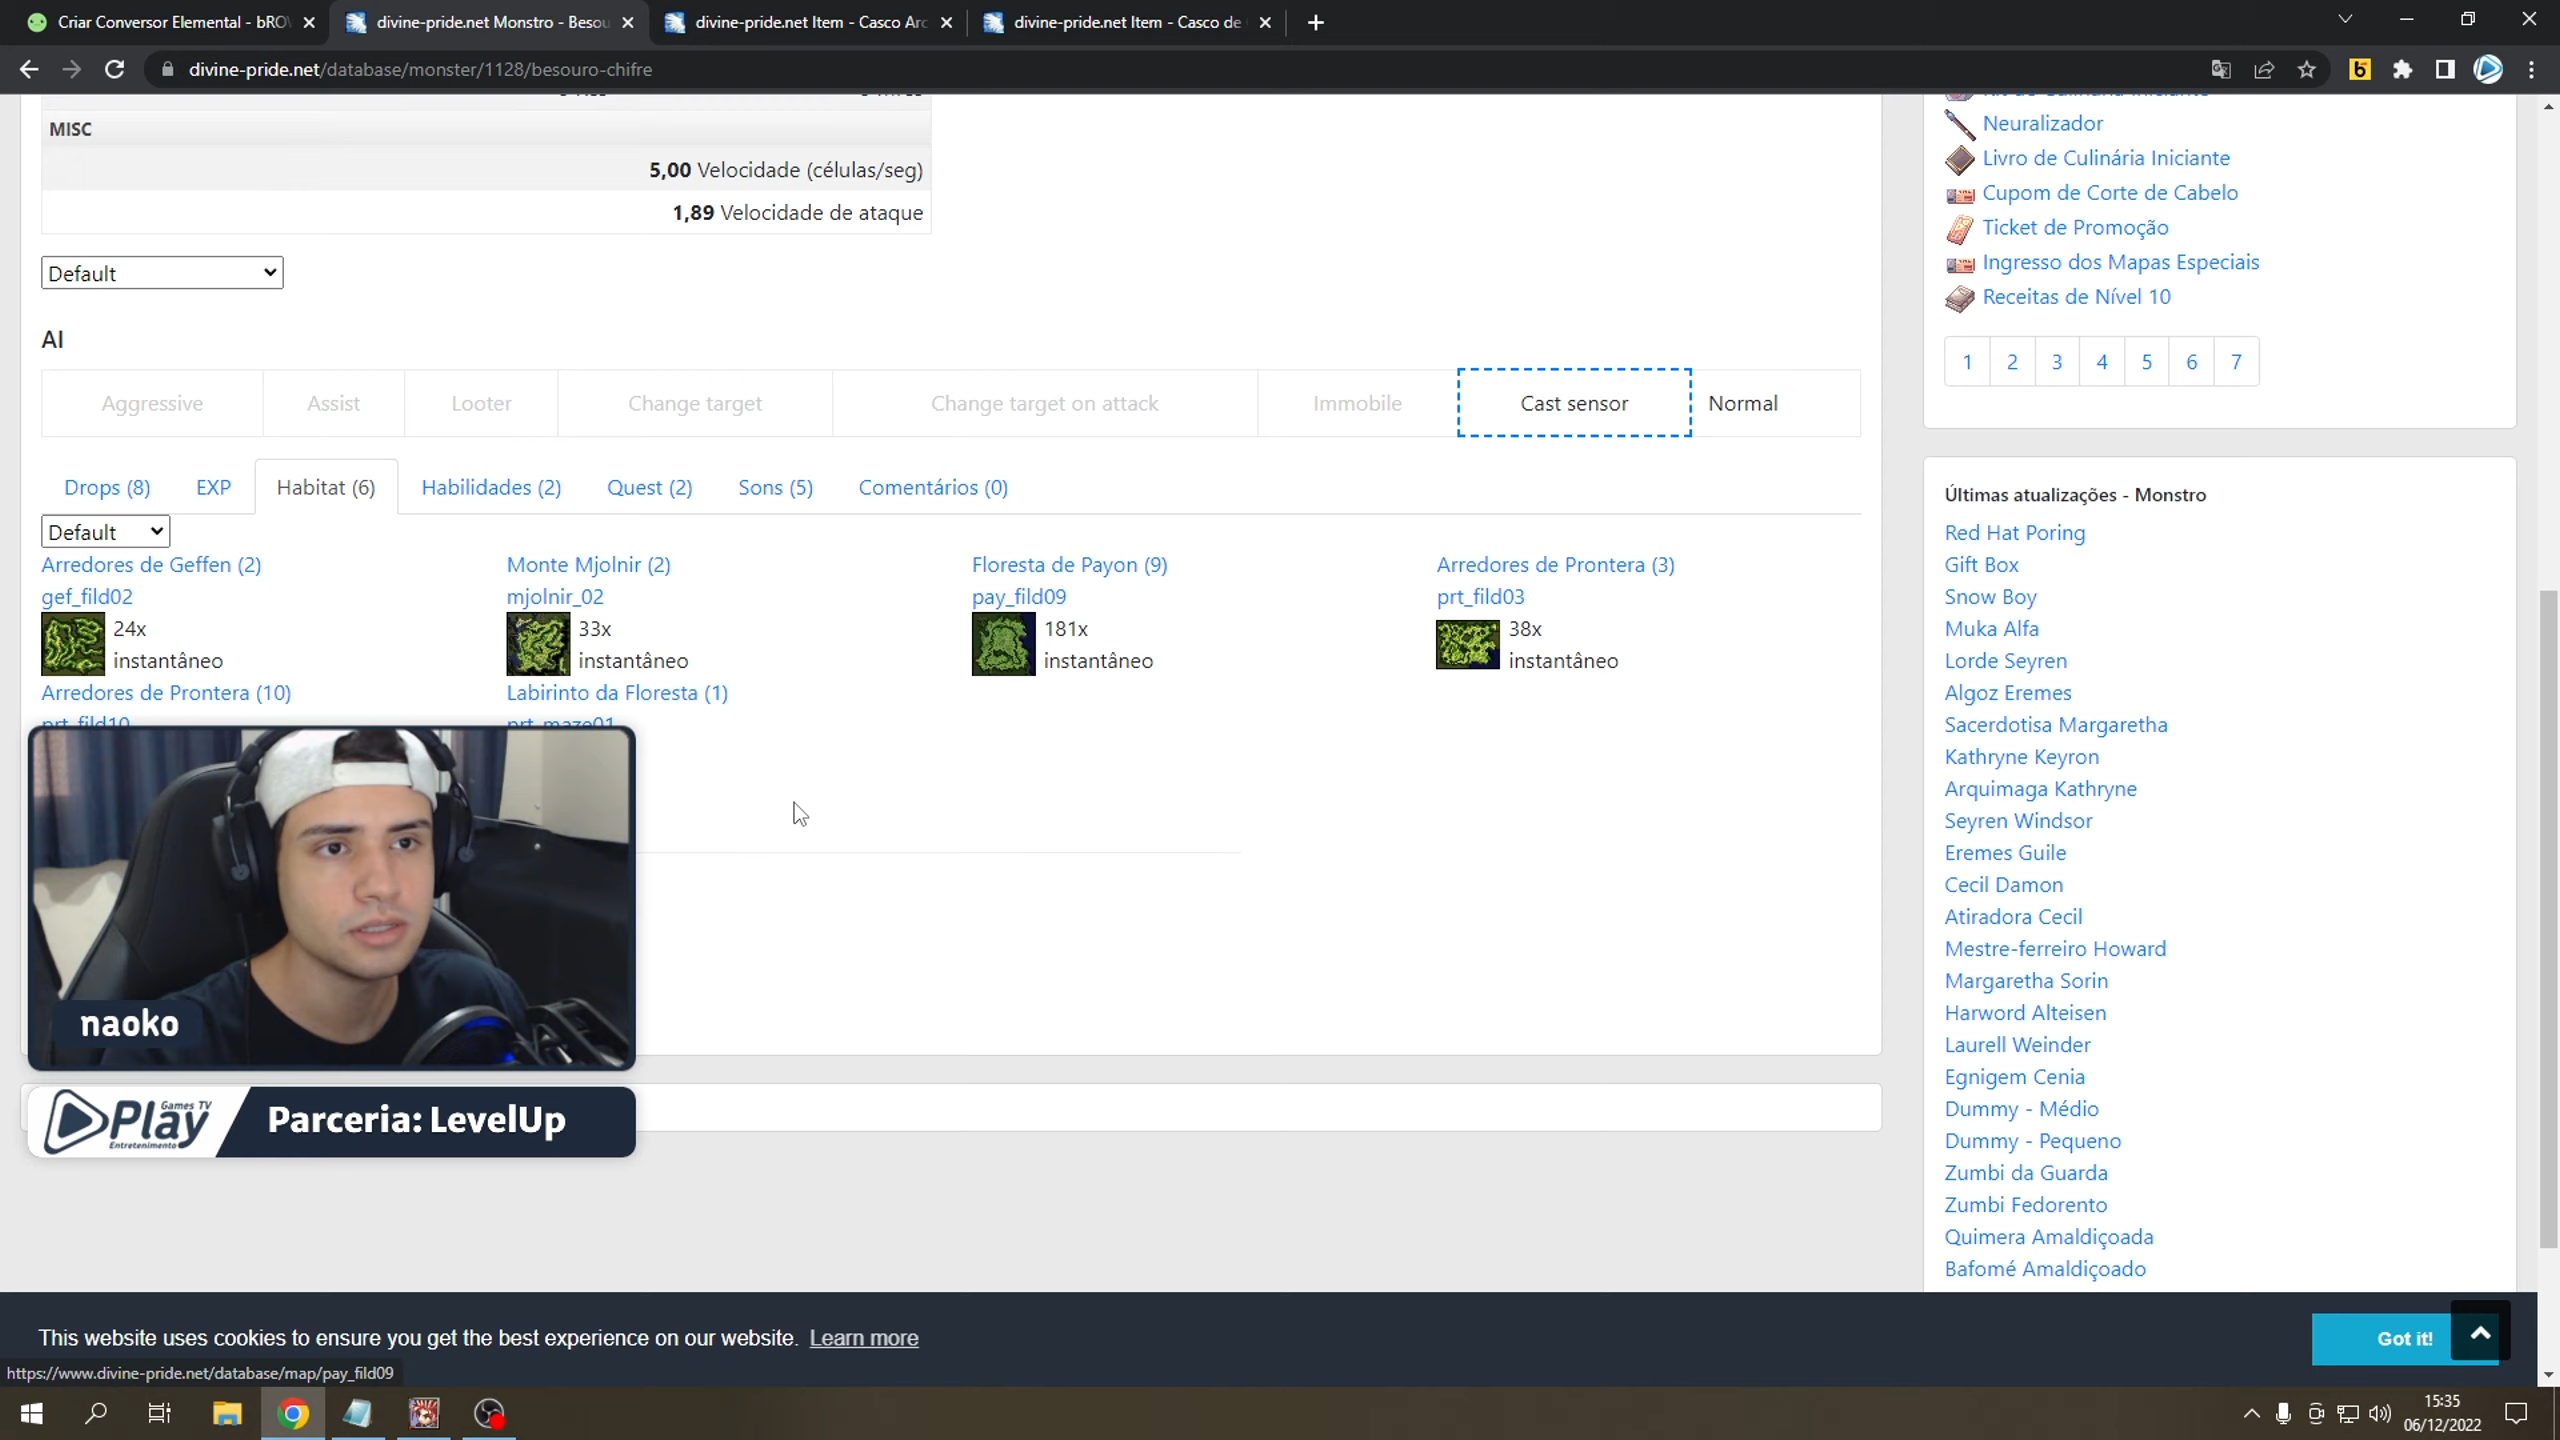 Criar Conversor Elemental - bRO
divine-pride.net Monstro - Besou
divine-pride.net Item - Casco Arc
divine-pride.net Item - Casco de
divine-pride.net/database/monster/1128/besouro-chifre
MISC
5,00 Velocidade (células/seg)
1,89 Velocidade de ataque
Default
AI
Aggressive
Assist
Looter
Change target
Change target on attack
Immobile
Cast sensor
Normal
Drops (8)
EXP
Habitat (6)
Habilidades (2)
Quest (2)
Sons (5)
Comentários (0)
Default
Arredores de Geffen (2)
gef_fild02
24x
instantâneo
Monte Mjolnir (2)
mjolnir_02
33x
instantâneo
Floresta de Payon (9)
pay_fild09
181x
instantâneo
Arredores de Prontera (3)
prt_fild03
38x
instantâneo
Arredores de Prontera (10)
prt_fild10
Labirinto da Floresta (1)
prt_maze01
naoko
Play
Games TV
Entretenimento
Parceria: LevelUp
Kit de Culinária Iniciante
Neuralizador
Livro de Culinária Iniciante
Cupom de Corte de Cabelo
Ticket de Promoção
Ingresso dos Mapas Especiais
Receitas de Nível 10
1 2 3 4 5 6 7
Últimas atualizações - Monstro
Red Hat Poring
Gift Box
Snow Boy
Muka Alfa
Lorde Seyren
Algoz Eremes
Sacerdotisa Margaretha
Kathryne Keyron
Arquimaga Kathryne
Seyren Windsor
Eremes Guile
Cecil Damon
Atiradora Cecil
Mestre-ferreiro Howard
Margaretha Sorin
Harword Alteisen
Laurell Weinder
Egnigem Cenia
Dummy - Médio
Dummy - Pequeno
Zumbi da Guarda
Zumbi Fedorento
Quimera Amaldiçoada
Bafomé Amaldiçoado
This website uses cookies to ensure you get the best experience on our website. Learn more
Got it!
https://www.divine-pride.net/database/map/pay_fild09
15:35
06/12/2022